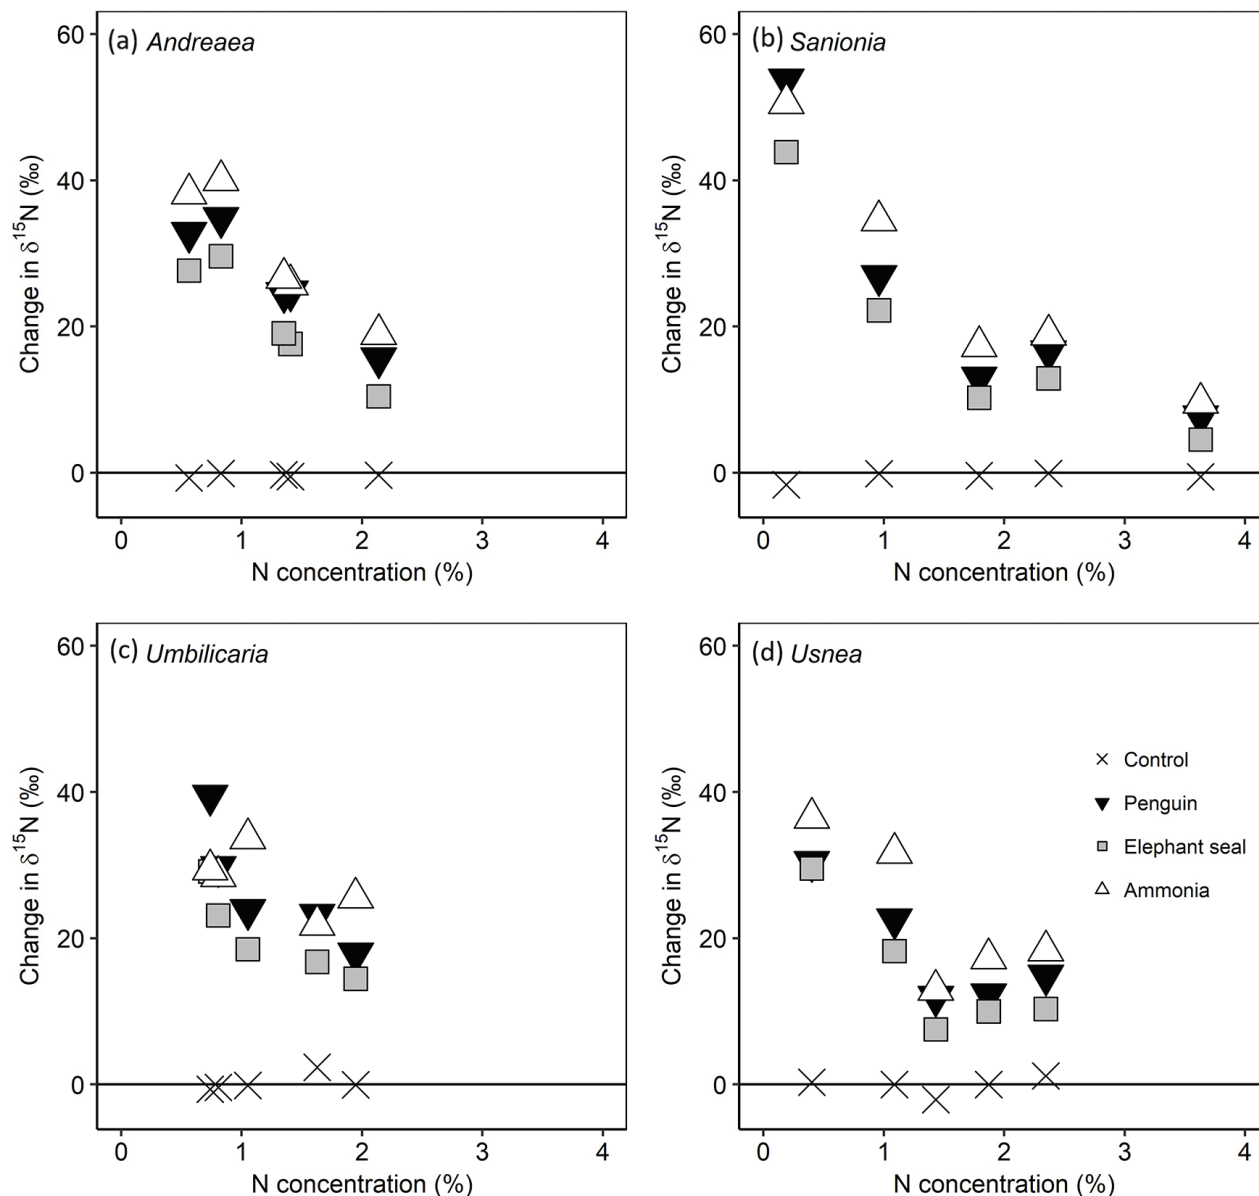 (a) Andreaea
60
40
20
0
Change in δ15N (‰)
0 1 2 3 4
N concentration (%)
(b) Sanionia
60
40
20
0
Change in δ15N (‰)
0 1 2 3 4
N concentration (%)
(c) Umbilicaria
60
40
20
0
Change in δ15N (‰)
0 1 2 3 4
N concentration (%)
(d) Usnea
60
40
20
0
Change in δ15N (‰)
Control
Penguin
Elephant seal
Ammonia
0 1 2 3 4
N concentration (%)